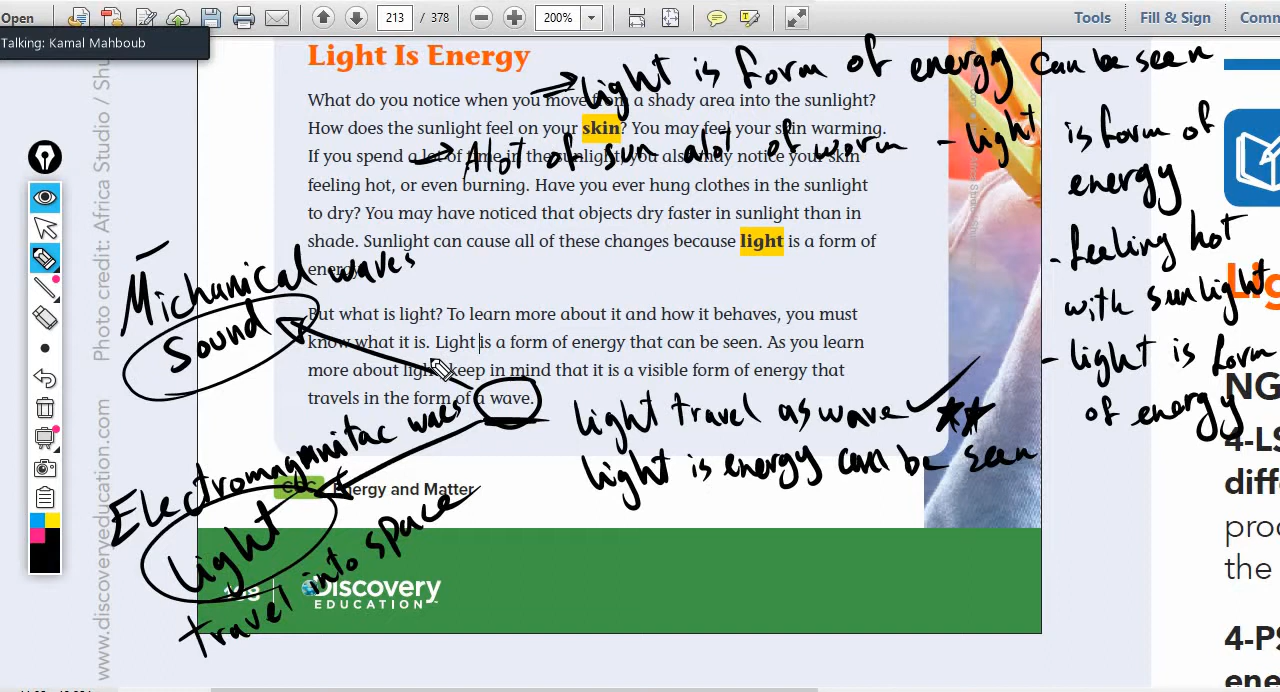 Open
213 / 378
200%
Tools
Fill & Sign
Comm
Talking: Kamal Mahboub
Light Is Energy
⇒ Light is form of energy can be seen
What do you notice when you move from a shady area into the sunlight?
How does the sunlight feel on your skin? You may feel your skin warming.
→ Alot of sun alot of worm
If you spend a lot of time in the sunlight, you also may notice your skin
feeling hot, or even burning. Have you ever hung clothes in the sunlight
to dry? You may have noticed that objects dry faster in sunlight than in
shade. Sunlight can cause all of these changes because light is a form of
energy.
But what is light? To learn more about it and how it behaves, you must
know what it is. Light is a form of energy that can be seen. As you learn
more about light, keep in mind that it is a visible form of energy that
travels in the form of a wave.
- light is form of
energy
- feeling hot
with sunlight
- light is form
of energy
Michanical waves
Sound
light travel as wave
light is energy can be seen
Electromagnitac waes
Light
travel into space
CCC Energy and Matter
198
Discovery
EDUCATION
www.discoveryeducation.com
Photo credit: Africa Studio / Shu
Lig
NG
4-LS
diffe
proc
the
4-PS
ene